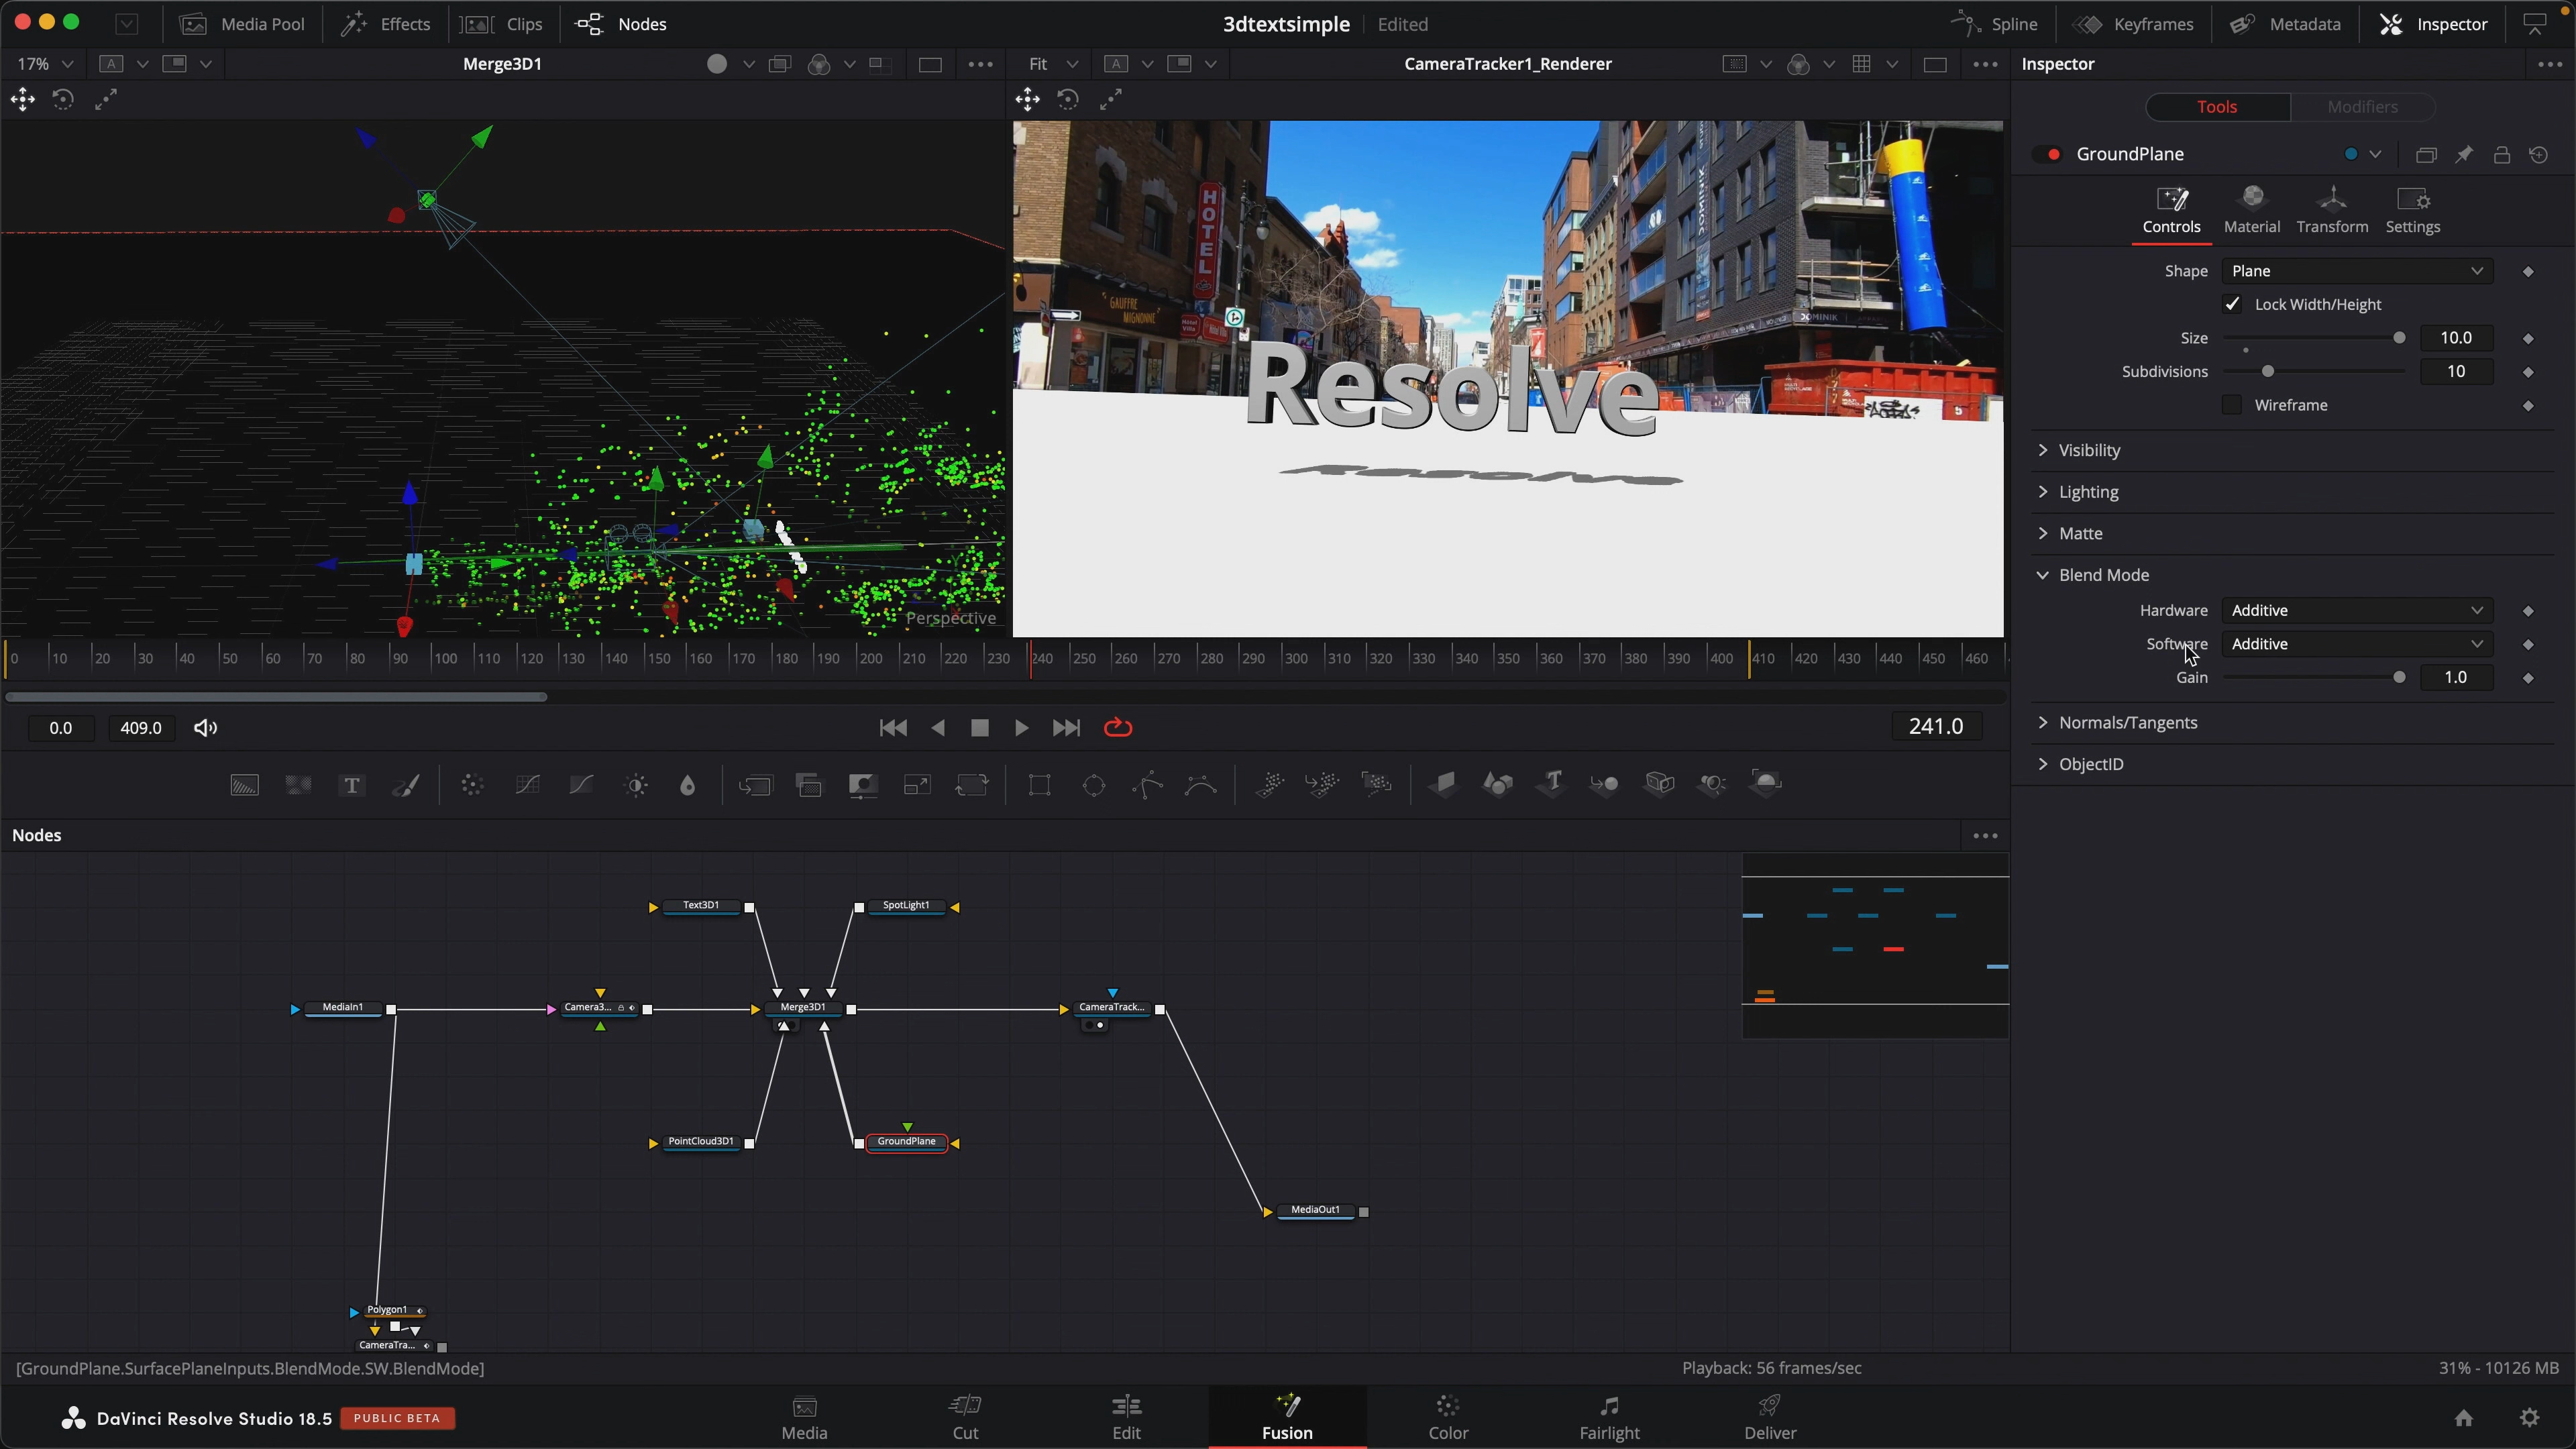 Media Pool Effects Clips Nodes 3dtextsimple Edited Spline Keyframes Metadata Inspector
17% A Merge3D1 Fit A CameraTracker1_Renderer Inspector
Tools Modifiers
GroundPlane
Controls Material Transform Settings
Shape Plane
Lock Width/Height
Size 10.0
Subdivisions 10
Wireframe
Visibility
Lighting
Matte
Blend Mode
Hardware Additive
Software Additive
Gain 1.0
Normals/Tangents
ObjectID
HOTEL
GAUFFRE
MIGNONNE
DOMINIK
Resolve
5
Perspective
0 10 20 30 40 50 60 70 80 90 100 110 120 130 140 150 160 170 180 190 200 210 220 230 240 250 260 270 280 290 300 310 320 330 340 350 360 370 380 390 400 410 420 430 440 450 460
0.0 409.0 241.0
T T
Nodes
Text3D1 SpotLight1
MediaIn1 Camera3... Merge3D1 CameraTrack...
PointCloud3D1 GroundPlane
MediaOut1
Polygon1
CameraTra...
[GroundPlane.SurfacePlaneInputs.BlendMode.SW.BlendMode] Playback: 56 frames/sec 31% - 10126 MB
DaVinci Resolve Studio 18.5 PUBLIC BETA Media Cut Edit Fusion Color Fairlight Deliver